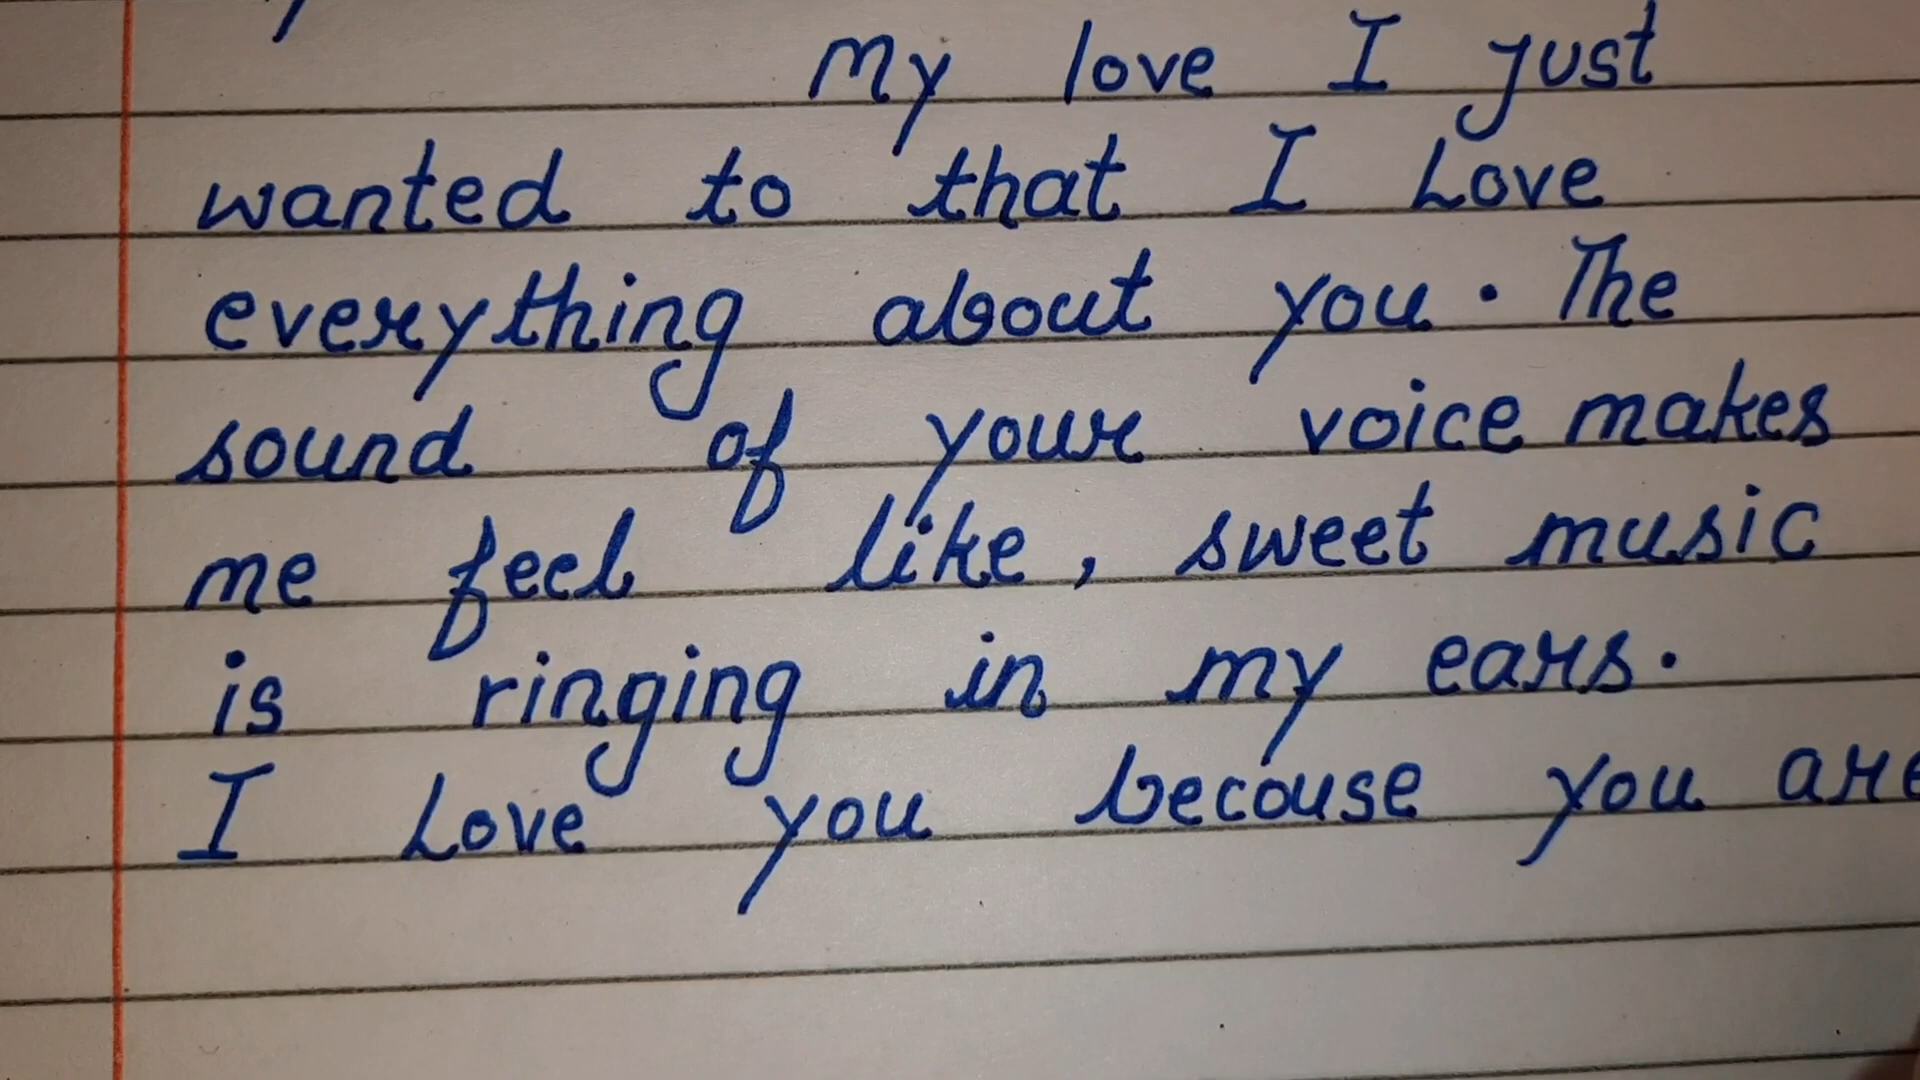 My love I just
wanted to that I Love
everything about you. The
sound of your voice makes
me feel like, sweet music
is ringing in my ears.
I Love you becouse you are